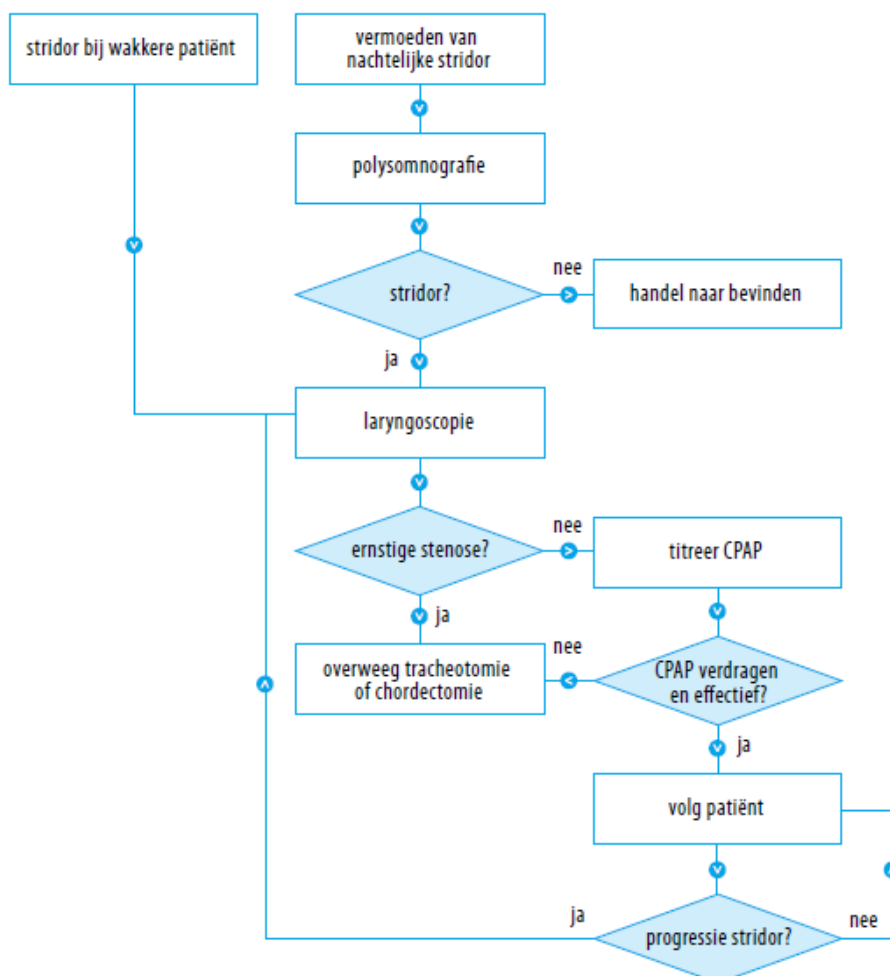 stridor bij wakkere patiënt
vermoeden van
nachtelijke stridor
polysomnografie
stridor?
nee
handel naar bevinden
ja
laryngoscopie
ernstige stenose?
nee
titreer CPAP
ja
overweeg tracheotomie
of chordectomie
nee
CPAP verdragen
en effectief?
ja
volg patiënt
ja
progressie stridor?
nee